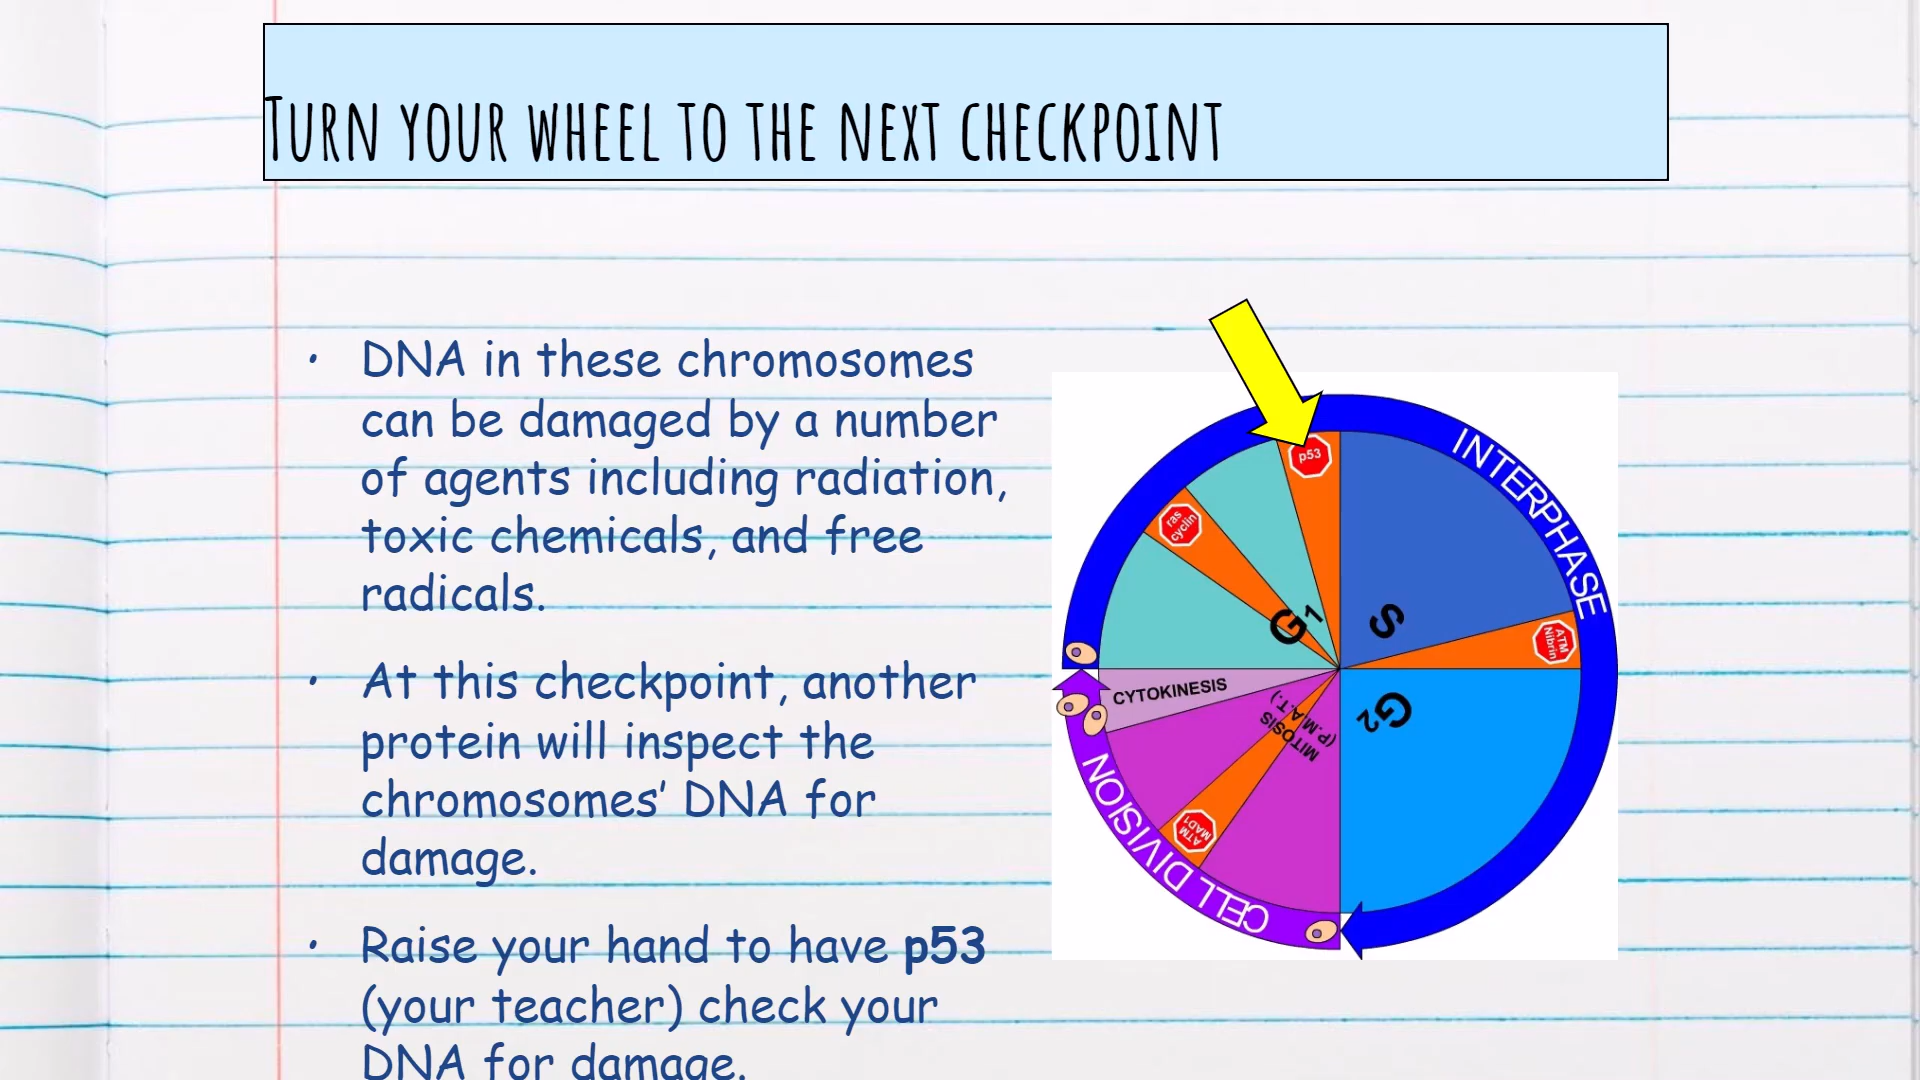 Turn your wheel to the next checkpoint
• DNA in these chromosomes
can be damaged by a number
of agents including radiation,
toxic chemicals, and free
radicals.
• At this checkpoint, another
protein will inspect the
chromosomes’ DNA for
damage.
• Raise your hand to have p53
(your teacher) check your
DNA for damage.
INTERPHASE
p53
ras
cyclin
G1
S
ATM
Nibrin
CYTOKINESIS
MITOSIS
(P.M.A.T.)
G2
ATM
MAD1
CELL DIVISION